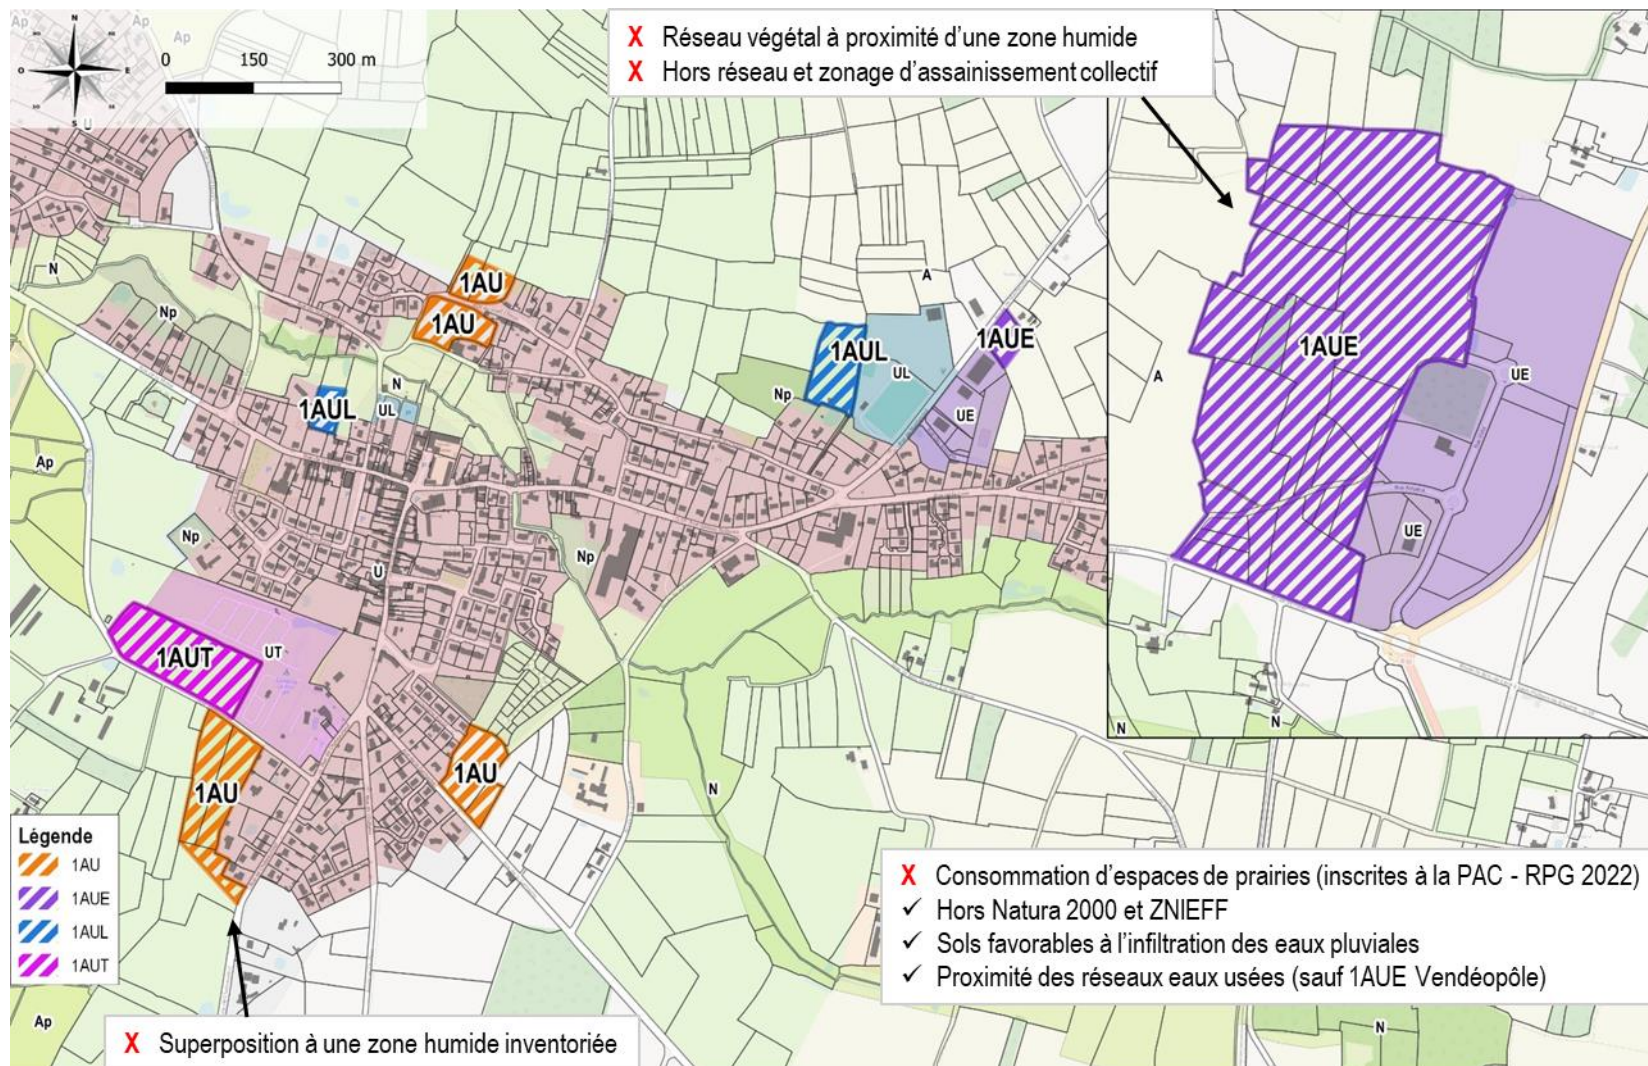 X Réseau végétal à proximité d'une zone humide
X Hors réseau et zonage d'assainissement collectif
Ap
Ap
Ap
N
O
E
S
0 150 300 m
U
1AU
N
1AU
Np
A
1AUE
1AUL
UL
Np
N
1AUL
UL
UE
Ap
Np
Np
U
1AUT
UT
1AU
1AU
N
1AUE
UE
A
UE
N
N
Légende
1AU
1AUE
1AUL
1AUT
X Consommation d'espaces de prairies (inscrites à la PAC - RPG 2022)
✓ Hors Natura 2000 et ZNIEFF
✓ Sols favorables à l'infiltration des eaux pluviales
✓ Proximité des réseaux eaux usées (sauf 1AUE Vendéopôle)
Ap
N
X Superposition à une zone humide inventoriée